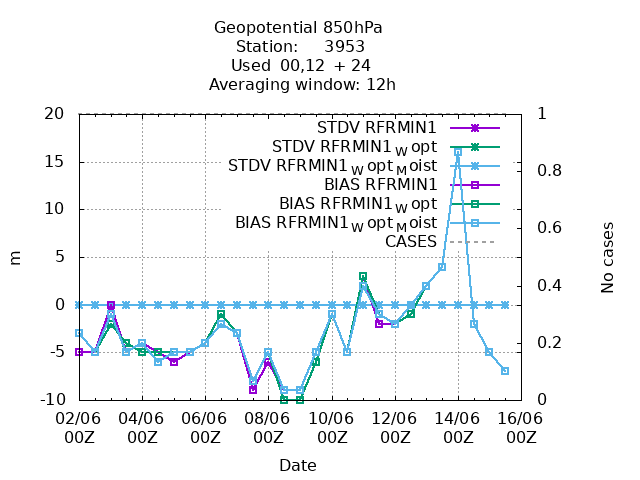 Geopotential 850hPa
Station: 3953
Used 00,12 + 24
Averaging window: 12h
20 1
STDV RFRMIN1
STDV RFRMIN1_W opt
STDV RFRMIN1_W opt_M oist
BIAS RFRMIN1
BIAS RFRMIN1_W opt
BIAS RFRMIN1_W opt_M oist
CASES
15
0.8
10
0.6
5
0.4
0
0.2
-5
-10 0
m
No cases
02/06 04/06 06/06 08/06 10/06 12/06 14/06 16/06
00Z 00Z 00Z 00Z 00Z 00Z 00Z 00Z
Date